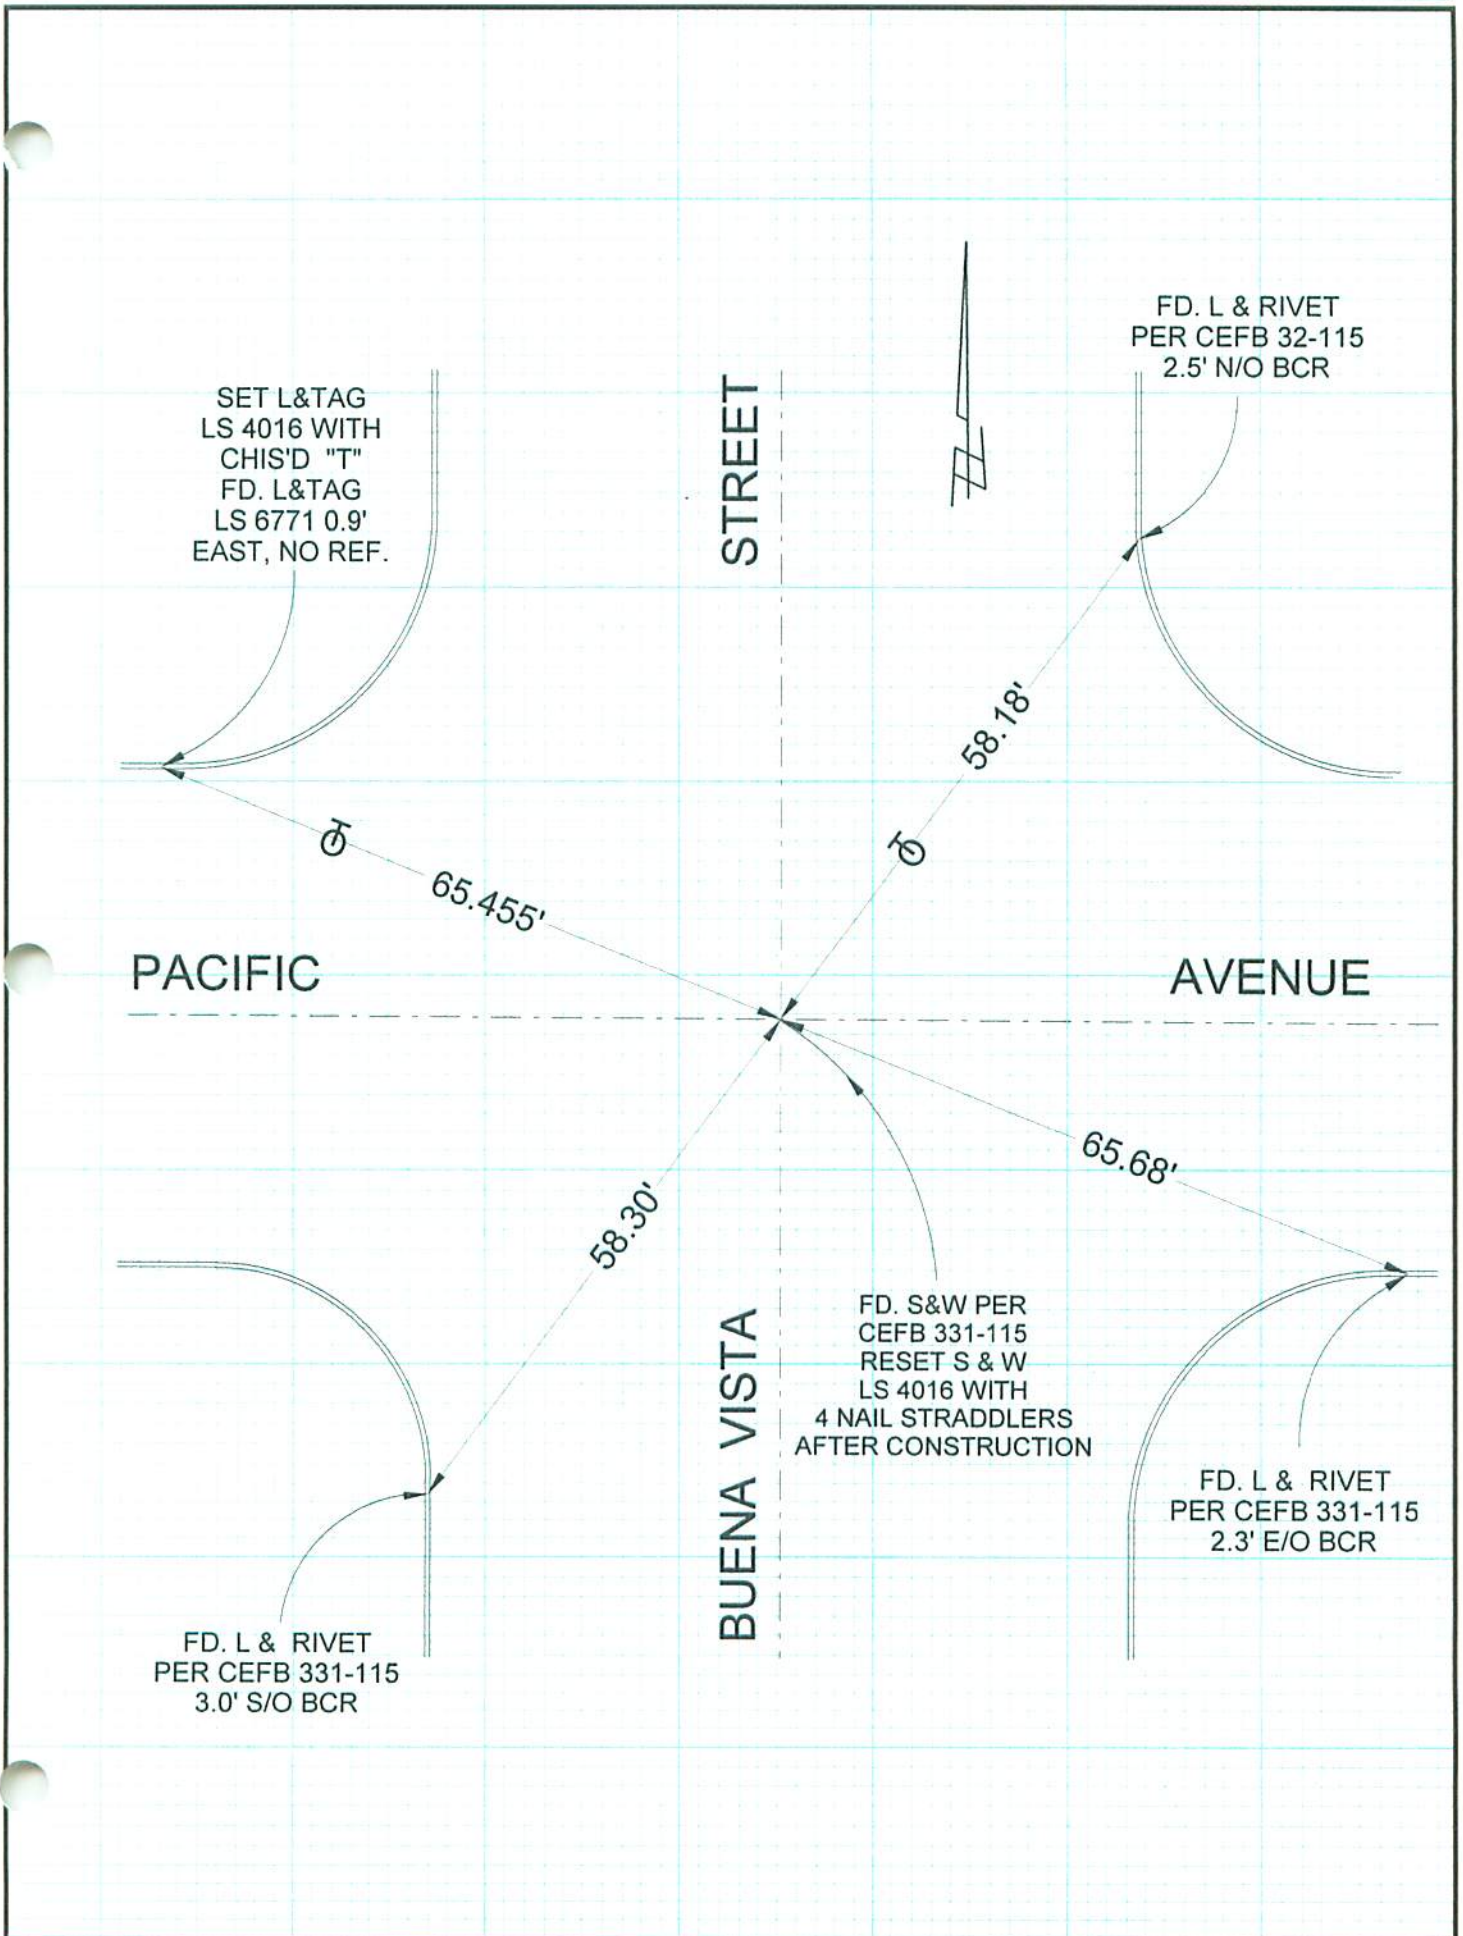 FD. L & RIVET
PER CEFB 32-115
2.5' N/O BCR
SET L&TAG
LS 4016 WITH
CHIS'D "T"
FD. L&TAG
LS 6771 0.9'
EAST, NO REF.
STREET
58.18'
65.455'
PACIFIC
AVENUE
65.68'
58.30'
FD. S&W PER
CEFB 331-115
RESET S & W
LS 4016 WITH
4 NAIL STRADDLERS
AFTER CONSTRUCTION
BUENA VISTA
FD. L & RIVET
PER CEFB 331-115
2.3' E/O BCR
FD. L & RIVET
PER CEFB 331-115
3.0' S/O BCR